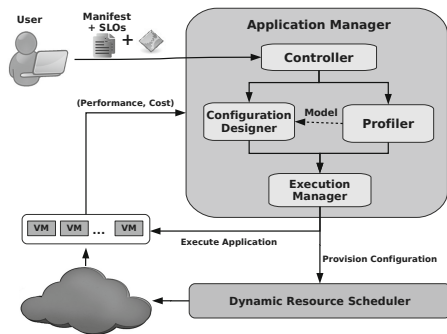 User
Manifest
+ SLOs
+
Application Manager
Controller
(Performance, Cost)
Configuration
Designer
Model
Profiler
Execution
Manager
VM VM ... VM
Execute Application
Provision Configuration
Dynamic Resource Scheduler